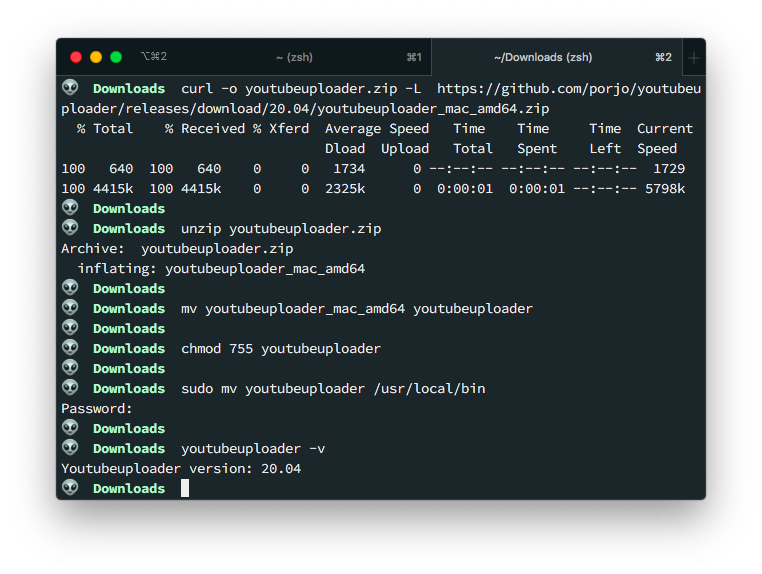 ⌥⌘2 ~ (zsh) ⌘1 ~/Downloads (zsh) ⌘2 +
👽 Downloads curl -o youtubeuploader.zip -L  https://github.com/porjo/youtubeu
ploader/releases/download/20.04/youtubeuploader_mac_amd64.zip
  % Total    % Received % Xferd  Average Speed   Time    Time     Time  Current
                                 Dload  Upload   Total   Spent    Left  Speed
100   640  100   640    0     0   1734      0 --:--:-- --:--:-- --:--:--  1729
100 4415k  100 4415k    0     0  2325k      0  0:00:01  0:00:01 --:--:-- 5798k
👽 Downloads
👽 Downloads unzip youtubeuploader.zip
Archive:  youtubeuploader.zip
  inflating: youtubeuploader_mac_amd64
👽 Downloads
👽 Downloads mv youtubeuploader_mac_amd64 youtubeuploader
👽 Downloads
👽 Downloads chmod 755 youtubeuploader
👽 Downloads
👽 Downloads sudo mv youtubeuploader /usr/local/bin
Password:
👽 Downloads
👽 Downloads youtubeuploader -v
Youtubeuploader version: 20.04
👽 Downloads